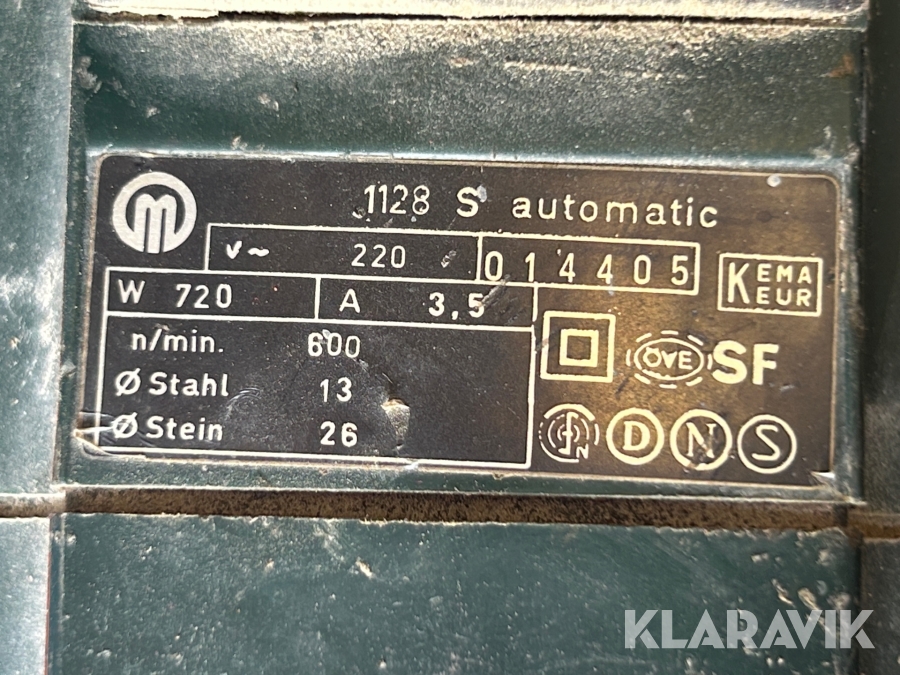 M
1128 S automatic
V~ 220 014405
KEMA
KEUR
W 720 A 3,5
n/min. 600
Ø Stahl 13
Ø Stein 26
ÖVE SF
D N S
KLARAVIK